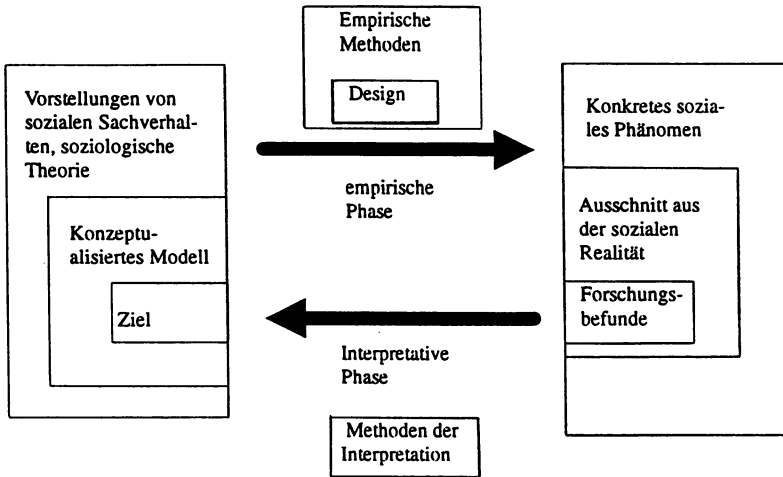 Empirische
Methoden
Design
Vorstellungen von
sozialen Sachverhal-
ten, soziologische
Theorie
Konzeptu-
alisiertes Modell
Ziel
empirische
Phase
Interpretative
Phase
Methoden der
Interpretation
Konkretes sozia-
les Phänomen
Ausschnitt aus
der sozialen
Realität
Forschungs-
befunde